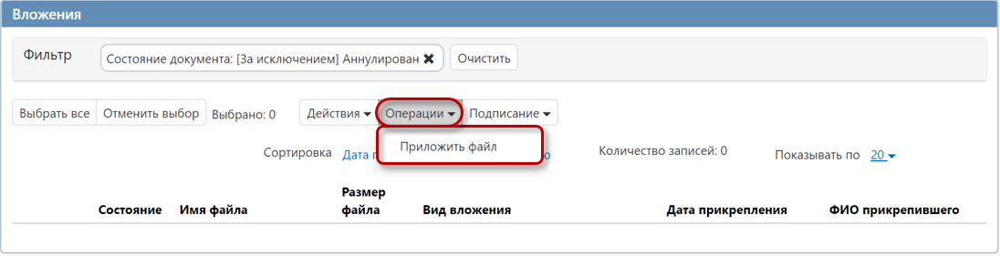 Вложения
Фильтр
Состояние документа: [За исключением] Аннулирован ✖
Очистить
Выбрать все Отменить выбор Выбрано: 0 Действия Операции Подписание
Приложить файл
Сортировка Дата Количество записей: 0 Показывать по 20
Размер
Состояние Имя файла файла Вид вложения Дата прикрепления ФИО прикрепившего